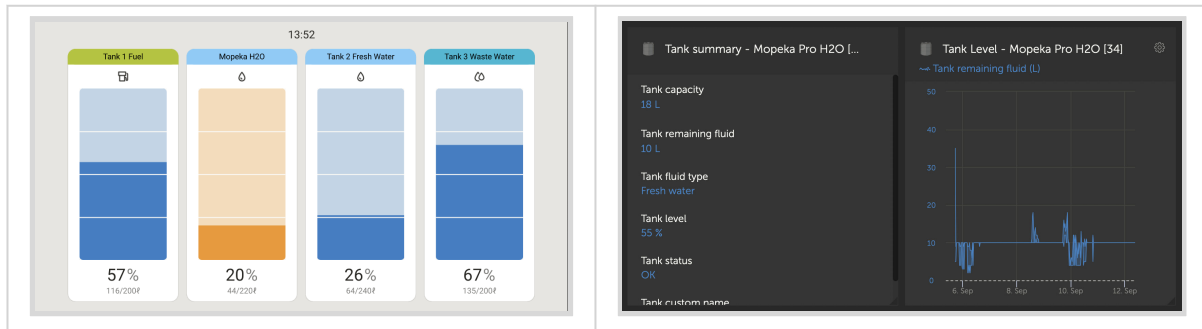 13:52
Tank 1 Fuel
Mopeka H2O
Tank 2 Fresh Water
Tank 3 Waste Water
57%
20%
26%
67%
116/200ℓ
44/220ℓ
64/240ℓ
135/200ℓ
Tank summary - Mopeka Pro H2O [...
Tank capacity
18 L
Tank remaining fluid
10 L
Tank fluid type
Fresh water
Tank level
55 %
Tank status
OK
Tank custom name
Tank Level - Mopeka Pro H2O [34]
Tank remaining fluid (L)
50
40
30
20
10
0
6. Sep
8. Sep
10. Sep
12. Sep